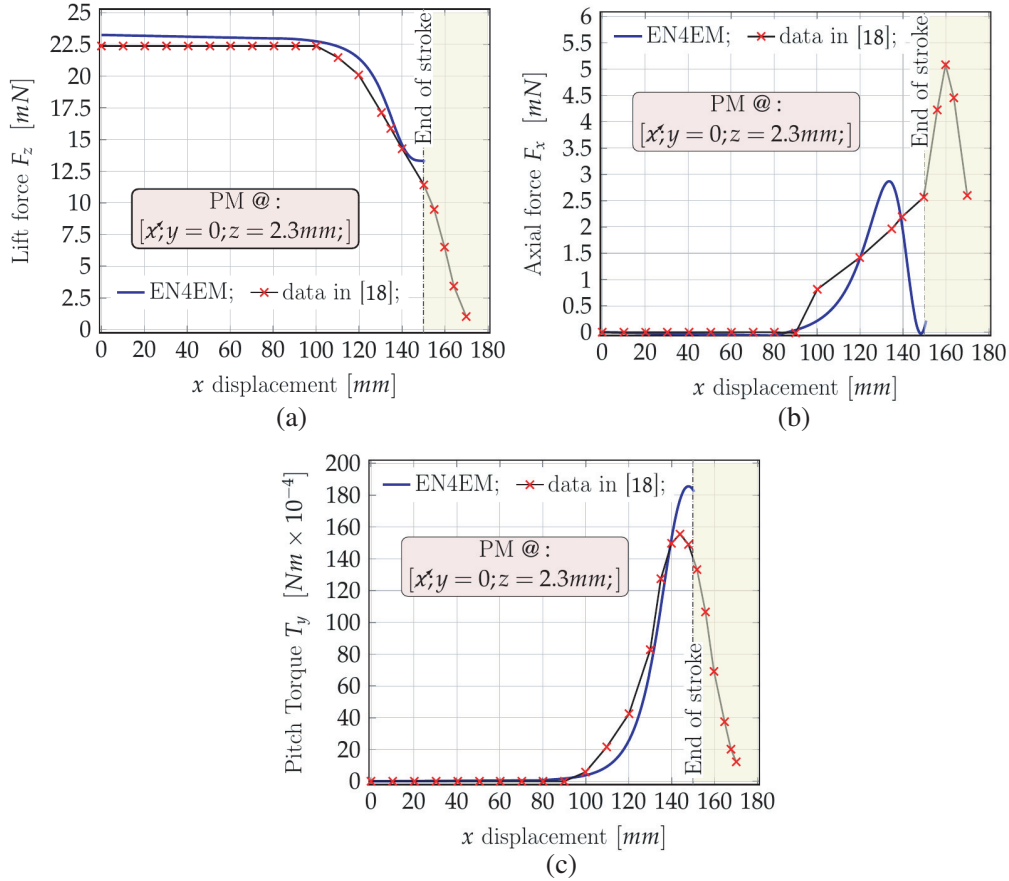 25
22.5
20
17.5
15
12.5
10
7.5
5
2.5
0
Lift force F_z [mN]
End of stroke
PM @ :
[x; y = 0; z = 2.3mm;]
EN4EM; data in [18];
0 20 40 60 80 100 120 140 160 180
x displacement [mm]
(a)
6
5.5
5
4.5
4
3.5
3
2.5
2
1.5
1
0.5
0
Axial force F_x [mN]
EN4EM; data in [18];
End of stroke
PM @ :
[x; y = 0; z = 2.3mm;]
0 20 40 60 80 100 120 140 160 180
x displacement [mm]
(b)
200
180
160
140
120
100
80
60
40
20
0
Pitch Torque T_y [Nm × 10⁻⁴]
EN4EM; data in [18];
PM @ :
[x; y = 0; z = 2.3mm;]
End of stroke
0 20 40 60 80 100 120 140 160 180
x displacement [mm]
(c)